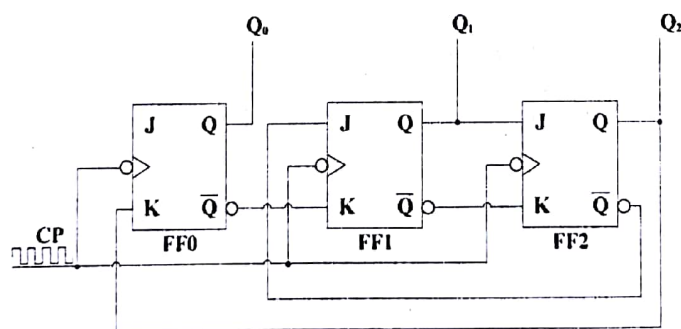 Q₀ Q₁ Q₂
J Q J Q J Q
K Q̅ K Q̅ K Q̅
CP FF0 FF1 FF2